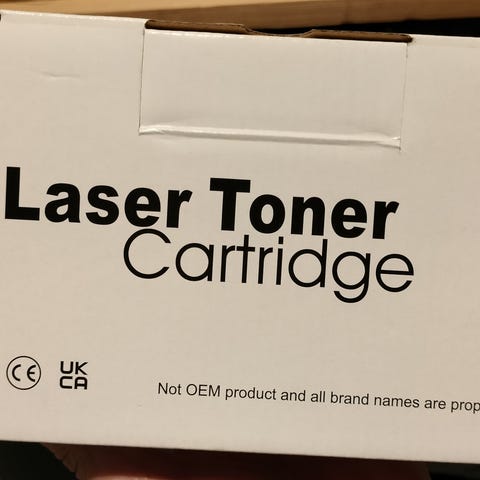 Laser Toner
Cartridge
CE
UK
CA
Not OEM product and all brand names are prop